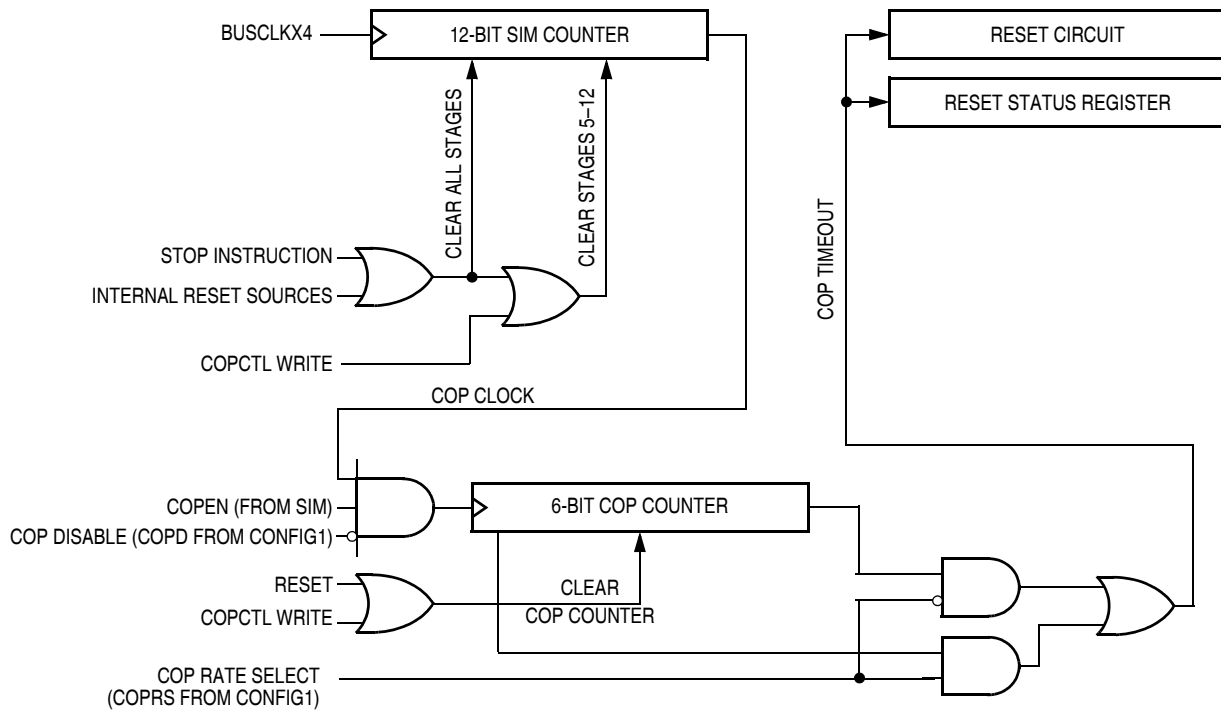 BUSCLKX4
12-BIT SIM COUNTER
RESET CIRCUIT
RESET STATUS REGISTER
CLEAR ALL STAGES
CLEAR STAGES 5–12
COP TIMEOUT
STOP INSTRUCTION
INTERNAL RESET SOURCES
COPCTL WRITE
COP CLOCK
COPEN (FROM SIM)
COP DISABLE (COPD FROM CONFIG1)
6-BIT COP COUNTER
RESET
COPCTL WRITE
CLEAR
COP COUNTER
COP RATE SELECT
(COPRS FROM CONFIG1)